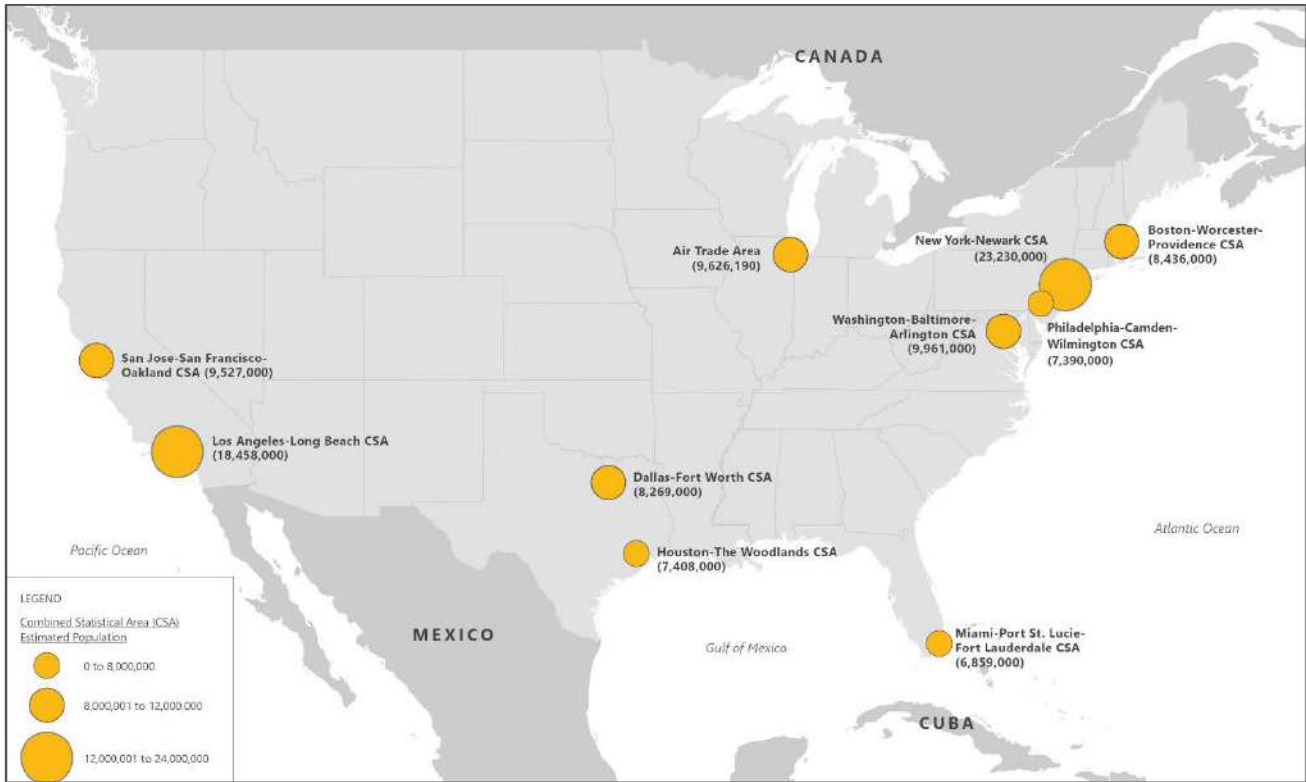 CANADA
Air Trade Area
(9,626,190)
New York-Newark CSA
(23,230,000)
Boston-Worcester-
Providence CSA
(8,436,000)
Washington-Baltimore-
Arlington CSA
(9,961,000)
Philadelphia-Camden-
Wilmington CSA
(7,390,000)
San Jose-San Francisco-
Oakland CSA (9,527,000)
Los Angeles-Long Beach CSA
(18,458,000)
Dallas-Fort Worth CSA
(8,269,000)
Houston-The Woodlands CSA
(7,408,000)
Atlantic Ocean
Pacific Ocean
MEXICO
Gulf of Mexico
Miami-Port St. Lucie-
Fort Lauderdale CSA
(6,859,000)
CUBA
LEGEND
Combined Statistical Area (CSA)
Estimated Population
0 to 8,000,000
8,000,001 to 12,000,000
12,000,001 to 24,000,000